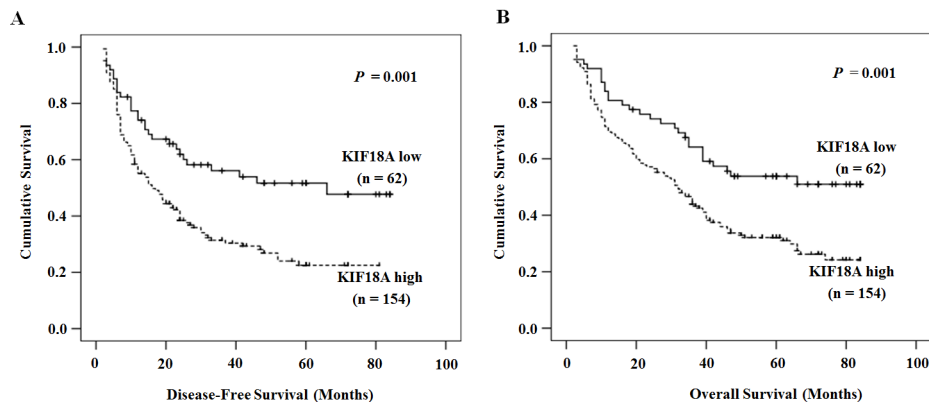 A
Cumulative Survival
1.0
0.8
0.6
0.4
0.2
0.0
P = 0.001
KIF18A low
(n = 62)
KIF18A high
(n = 154)
0 20 40 60 80 100
Disease-Free Survival (Months)
B
Cumulative Survival
1.0
0.8
0.6
0.4
0.2
0.0
P = 0.001
KIF18A low
(n = 62)
KIF18A high
(n = 154)
0 20 40 60 80 100
Overall Survival (Months)